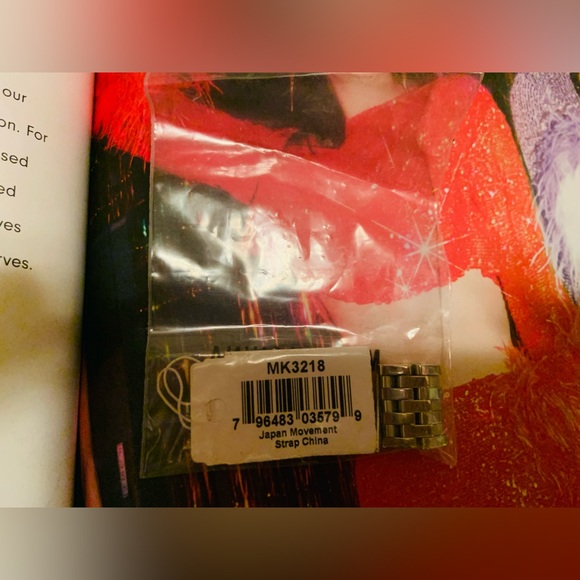 our
on. For
sed
ed
ves
rves.
MK3218
7 96483 03579 9
Japan Movement
Strap China